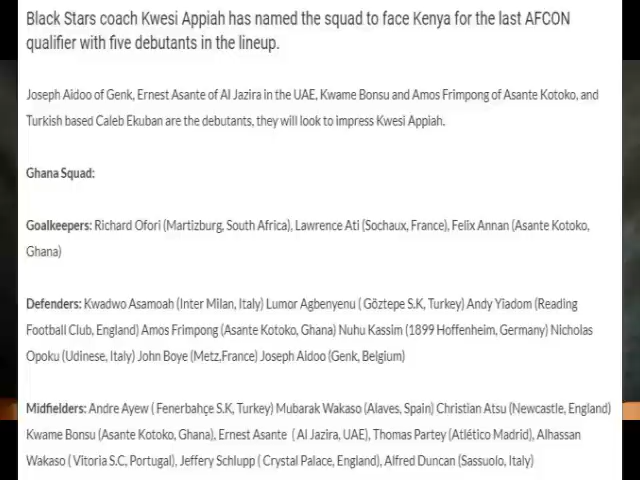 Black Stars coach Kwesi Appiah has named the squad to face Kenya for the last AFCON
qualifier with five debutants in the lineup.
Joseph Aidoo of Genk, Ernest Asante of Al Jazira in the UAE, Kwame Bonsu and Amos Frimpong of Asante Kotoko, and
Turkish based Caleb Ekuban are the debutants, they will look to impress Kwesi Appiah.
Ghana Squad:
Goalkeepers: Richard Ofori (Martizburg, South Africa), Lawrence Ati (Sochaux, France), Felix Annan (Asante Kotoko,
Ghana)
Defenders: Kwadwo Asamoah (Inter Milan, Italy) Lumor Agbenyenu ( Göztepe S.K, Turkey) Andy Yiadom (Reading
Football Club, England) Amos Frimpong (Asante Kotoko, Ghana) Nuhu Kassim (1899 Hoffenheim, Germany) Nicholas
Opoku (Udinese, Italy) John Boye (Metz,France) Joseph Aidoo (Genk, Belgium)
Midfielders: Andre Ayew ( Fenerbahçe S.K, Turkey) Mubarak Wakaso (Alaves, Spain) Christian Atsu (Newcastle, England)
Kwame Bonsu (Asante Kotoko, Ghana), Ernest Asante ( Al Jazira, UAE), Thomas Partey (Atlético Madrid), Alhassan
Wakaso ( Vitoria S.C, Portugal), Jeffery Schlupp ( Crystal Palace, England), Alfred Duncan (Sassuolo, Italy)